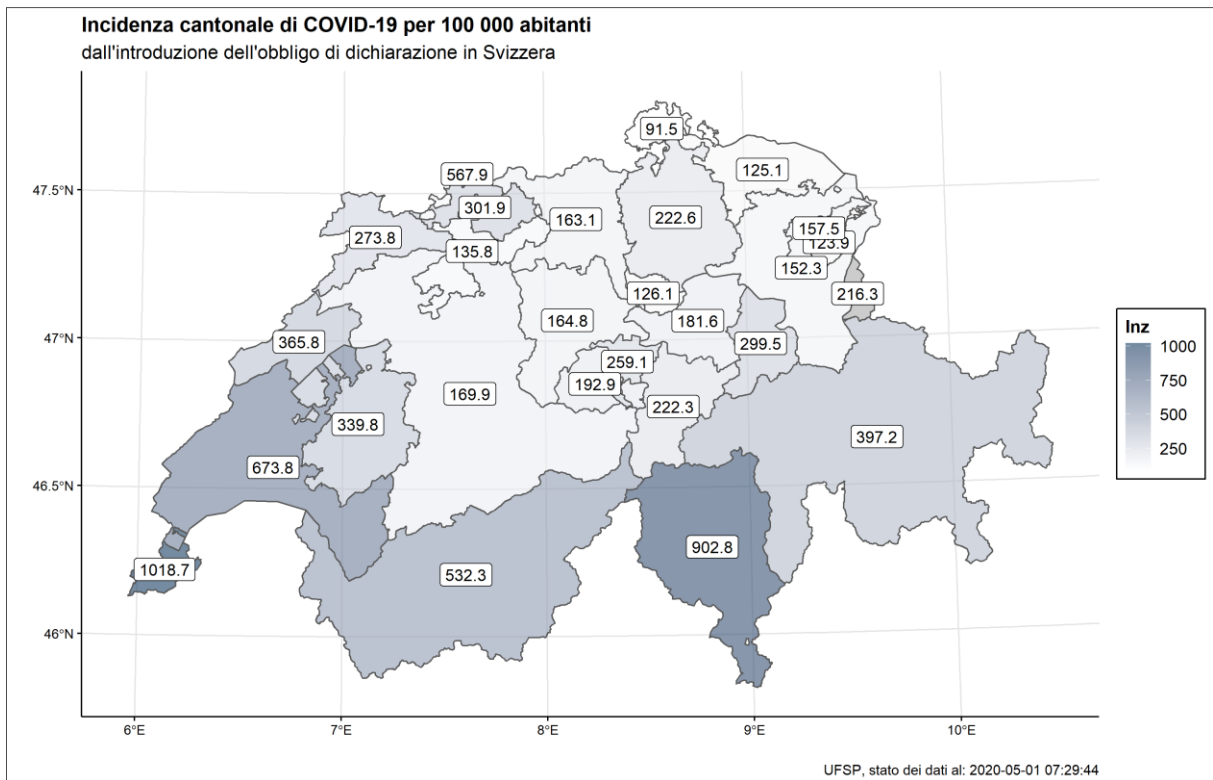 Incidenza cantonale di COVID-19 per 100 000 abitanti
dall'introduzione dell'obbligo di dichiarazione in Svizzera
91.5
567.9
125.1
47.5°N
301.9
163.1
222.6
157.5
123.9
273.8
135.8
152.3
126.1
216.3
164.8
181.6
47°N
365.8
299.5
259.1
192.9
169.9
222.3
339.8
397.2
673.8
46.5°N
902.8
1018.7
532.3
46°N
6°E
7°E
8°E
9°E
10°E
Inz
1000
750
500
250
UFSP, stato dei dati al: 2020-05-01 07:29:44